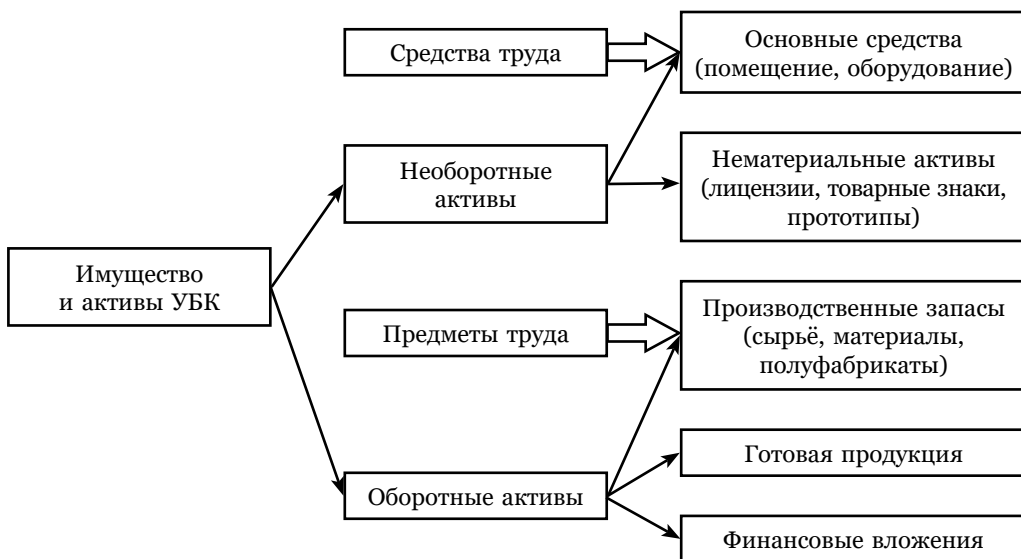 Средства труда
Основные средства
(помещение, оборудование)
Необоротные
активы
Нематериальные активы
(лицензии, товарные знаки,
прототипы)
Имущество
и активы УБК
Предметы труда
Производственные запасы
(сырьё, материалы,
полуфабрикаты)
Готовая продукция
Оборотные активы
Финансовые вложения